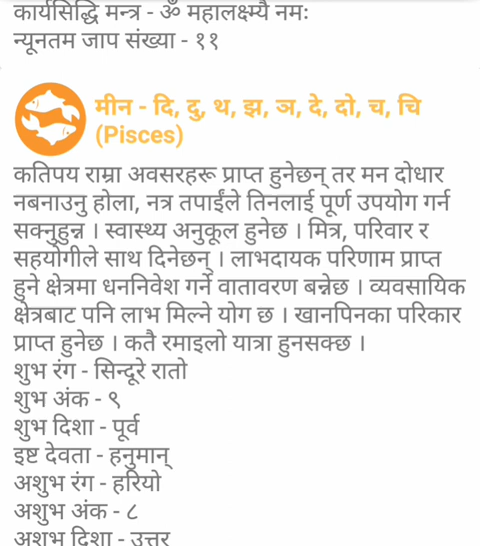 कार्यसिद्धि मन्त्र - ॐ महालक्ष्म्यै नमः
न्यूनतम जाप संख्या - ११
मीन - दि, दु, थ, झ, ञ, दे, दो, च, चि
(Pisces)
कतिपय राम्रा अवसरहरू प्राप्त हुनेछन् तर मन दोधार
नबनाउनु होला, नत्र तपाईंले तिनलाई पूर्ण उपयोग गर्न
सक्नुहुन्न । स्वास्थ्य अनुकूल हुनेछ । मित्र, परिवार र
सहयोगीले साथ दिनेछन् । लाभदायक परिणाम प्राप्त
हुने क्षेत्रमा धननिवेश गर्ने वातावरण बन्नेछ । व्यवसायिक
क्षेत्रबाट पनि लाभ मिल्ने योग छ । खानपिनका परिकार
प्राप्त हुनेछ । कतै रमाइलो यात्रा हुनसक्छ ।
शुभ रंग - सिन्दूरे रातो
शुभ अंक - ९
शुभ दिशा - पूर्व
इष्ट देवता - हनुमान्
अशुभ रंग - हरियो
अशुभ अंक - ८
अशुभ दिशा - उत्तर